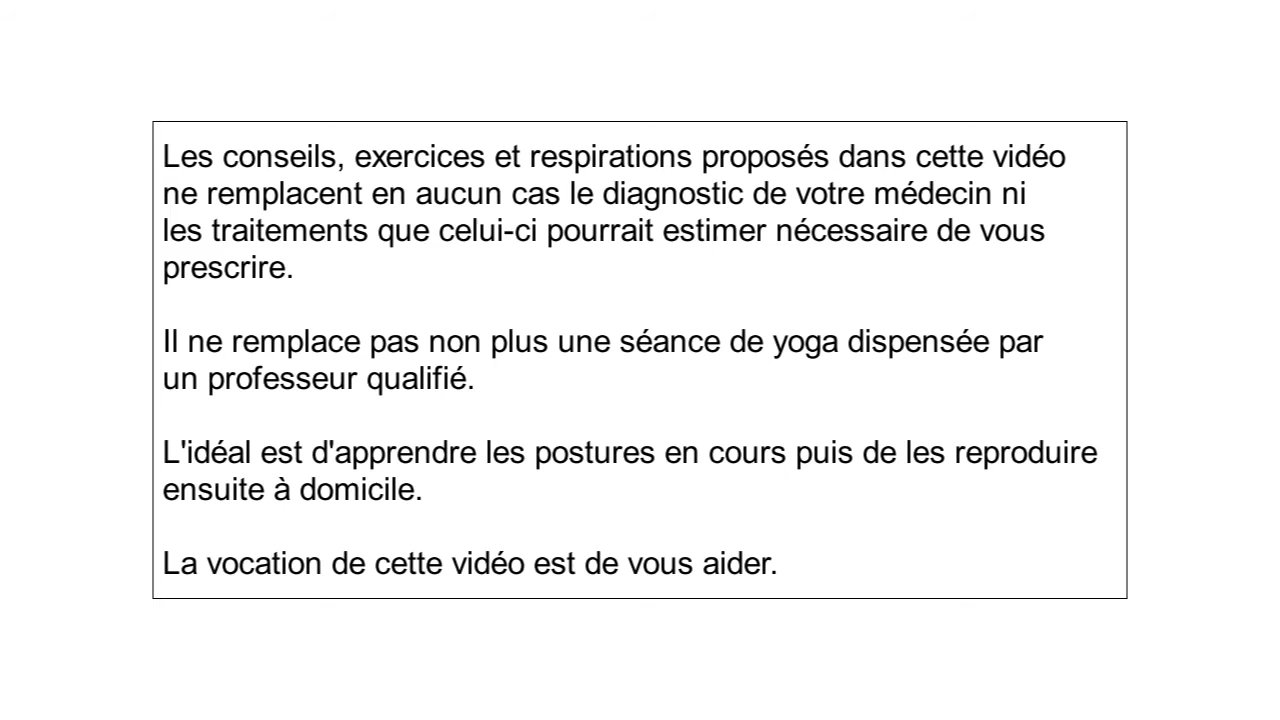 Les conseils, exercices et respirations proposés dans cette vidéo
ne remplacent en aucun cas le diagnostic de votre médecin ni
les traitements que celui-ci pourrait estimer nécessaire de vous
prescrire.
Il ne remplace pas non plus une séance de yoga dispensée par
un professeur qualifié.
L'idéal est d'apprendre les postures en cours puis de les reproduire
ensuite à domicile.
La vocation de cette vidéo est de vous aider.